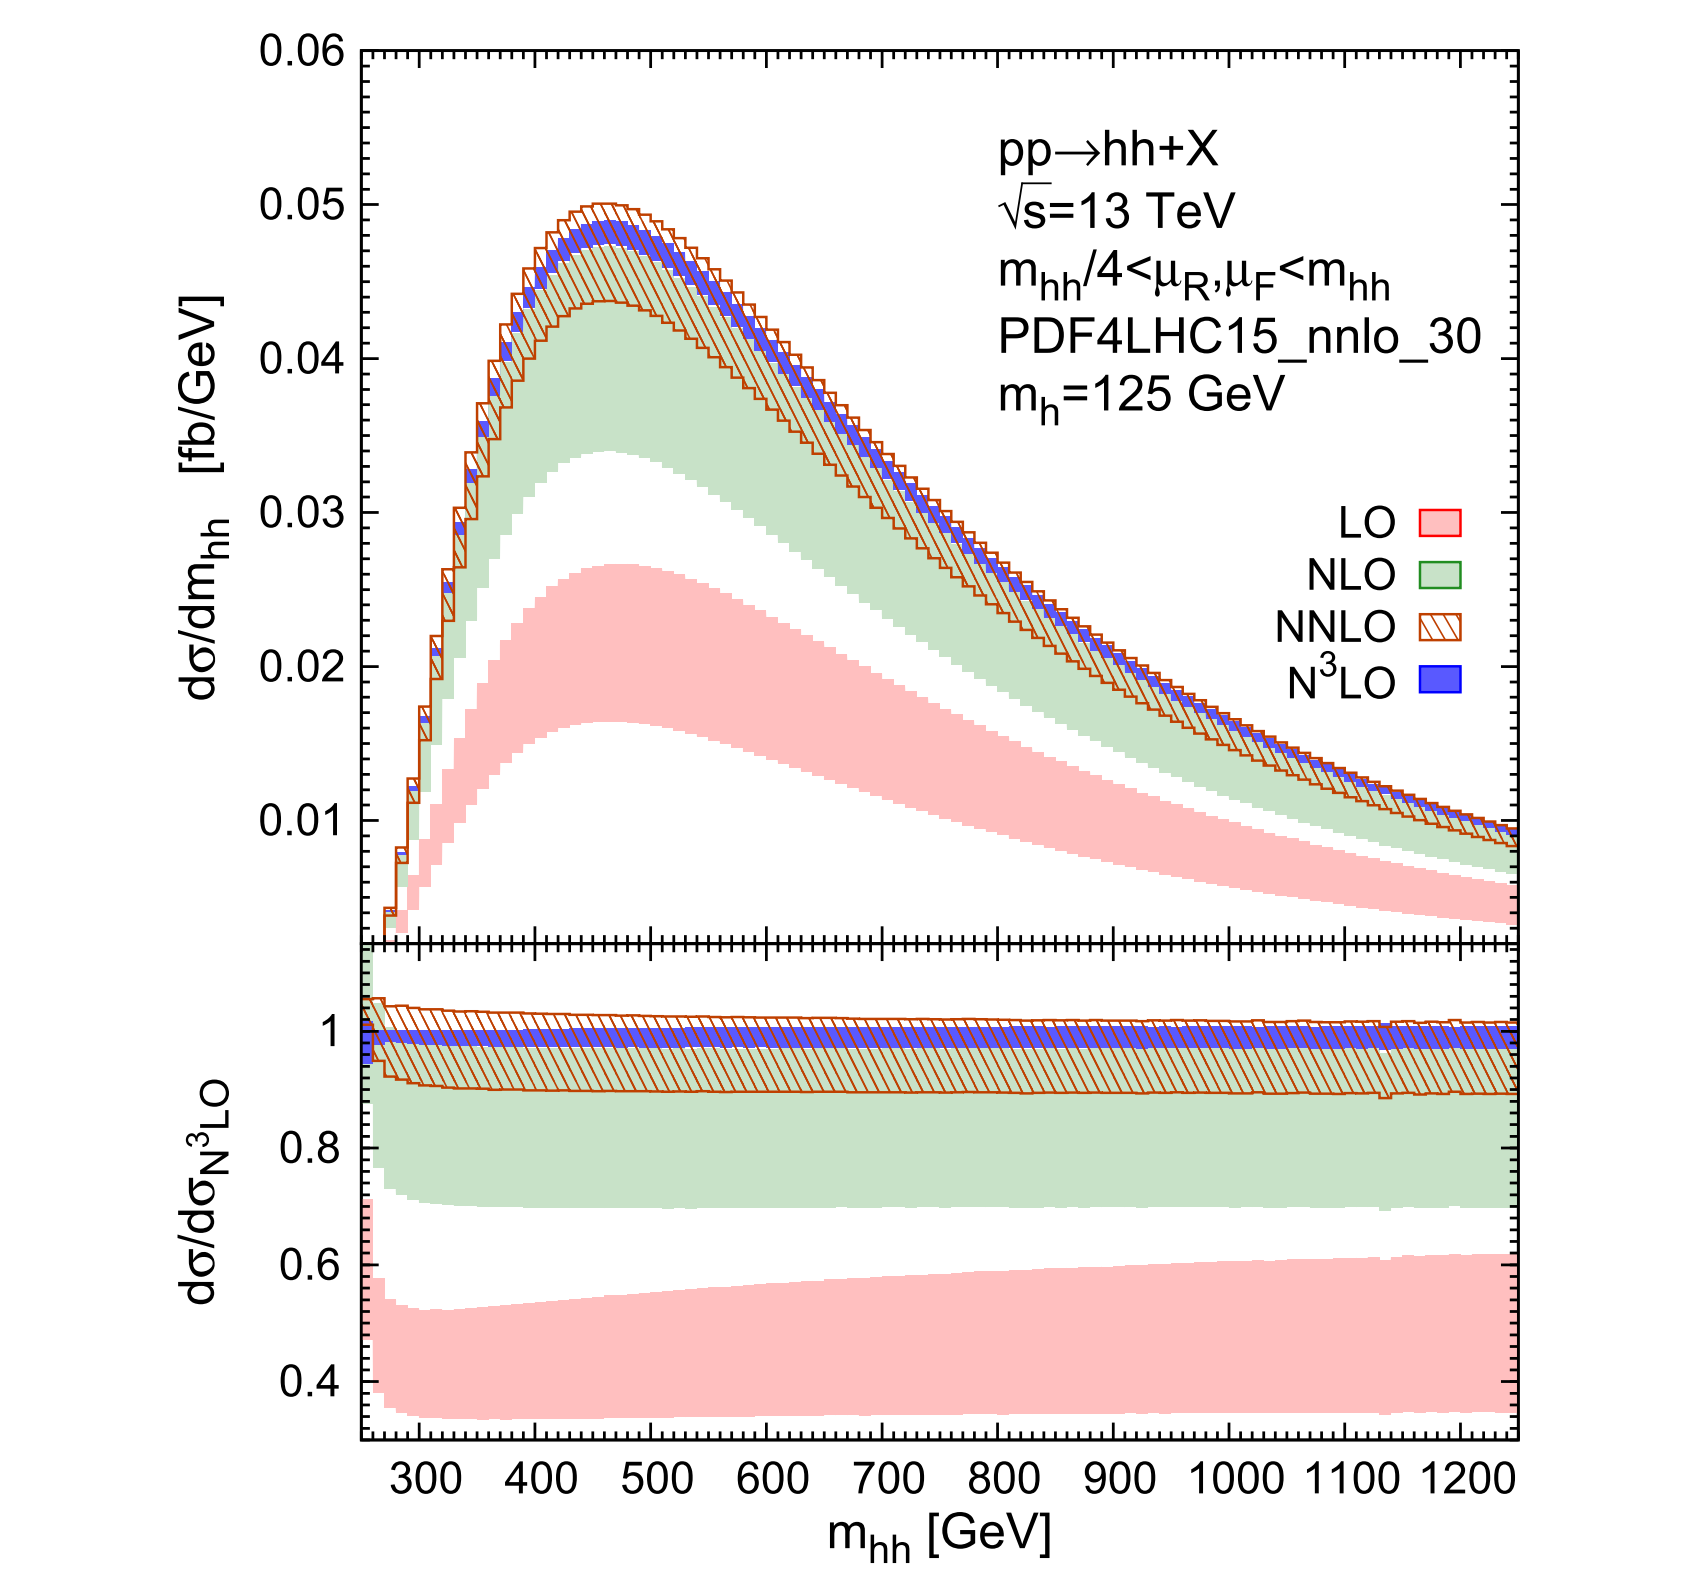 0.06
0.05
0.04
0.03
0.02
0.01
dσ/dm_hh [fb/GeV]
pp→hh+X
√s=13 TeV
m_hh/4<μ_R,μ_F<m_hh
PDF4LHC15_nnlo_30
m_h=125 GeV
LO
NLO
NNLO
N³LO
1
0.8
0.6
0.4
dσ/dσ_N³LO
300 400 500 600 700 800 900 1000 1100 1200
m_hh [GeV]